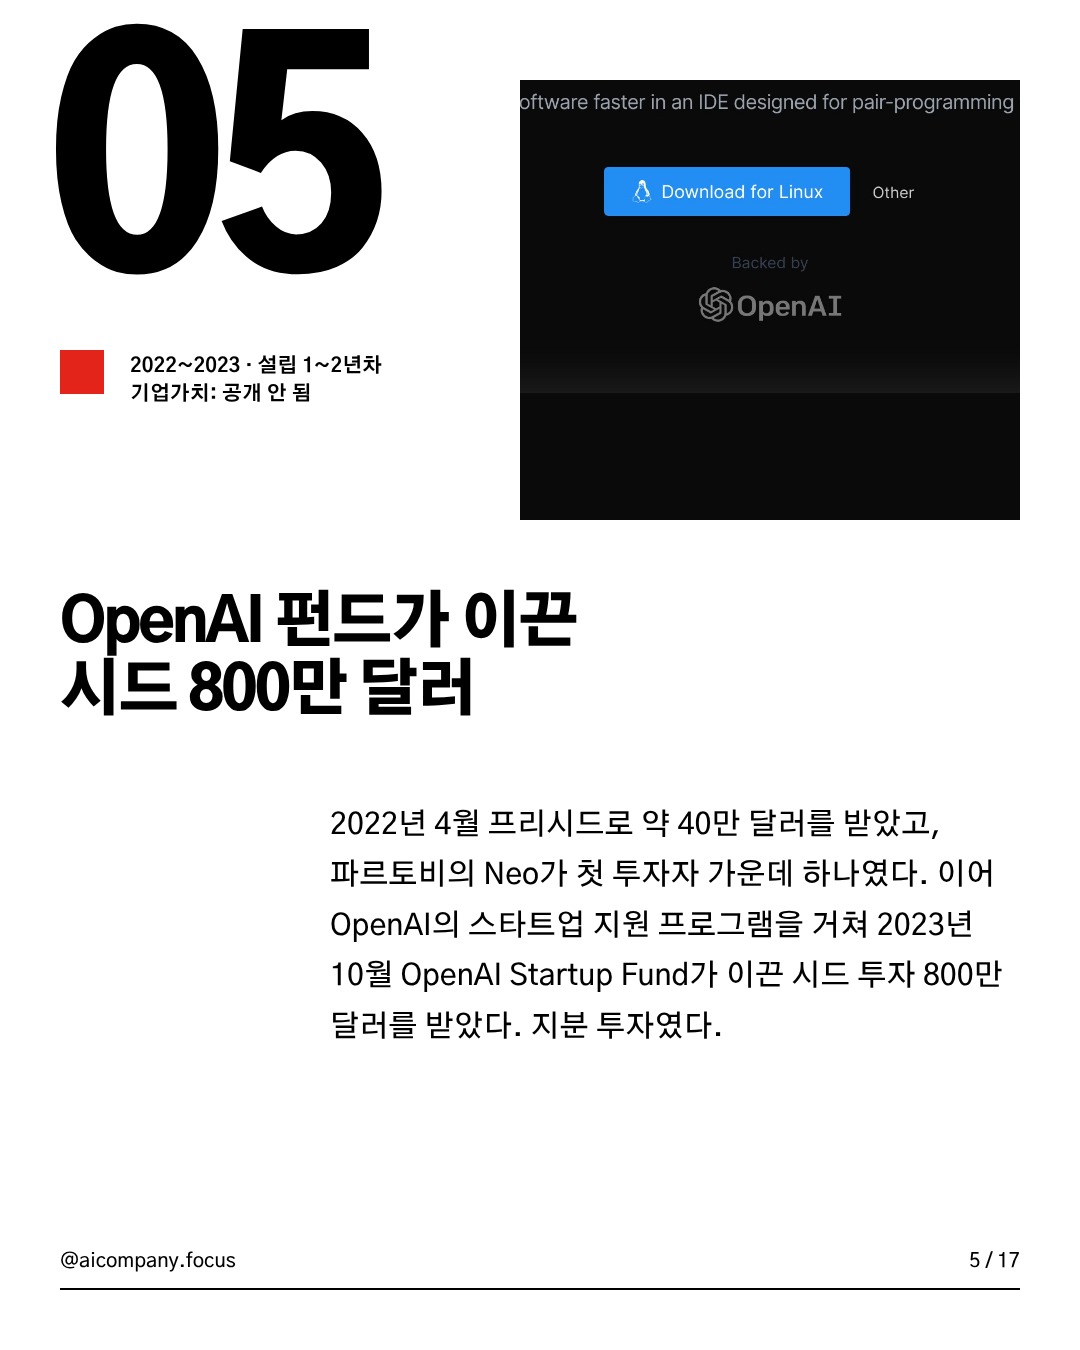 05
oftware faster in an IDE designed for pair-programming
Download for Linux
Other
Backed by
OpenAI
2022~2023 · 설립 1~2년차
기업가치: 공개 안 됨
OpenAI 펀드가 이끈
시드 800만 달러
2022년 4월 프리시드로 약 40만 달러를 받았고,
파르토비의 Neo가 첫 투자자 가운데 하나였다. 이어
OpenAI의 스타트업 지원 프로그램을 거쳐 2023년
10월 OpenAI Startup Fund가 이끈 시드 투자 800만
달러를 받았다. 지분 투자였다.
@aicompany.focus
5 / 17